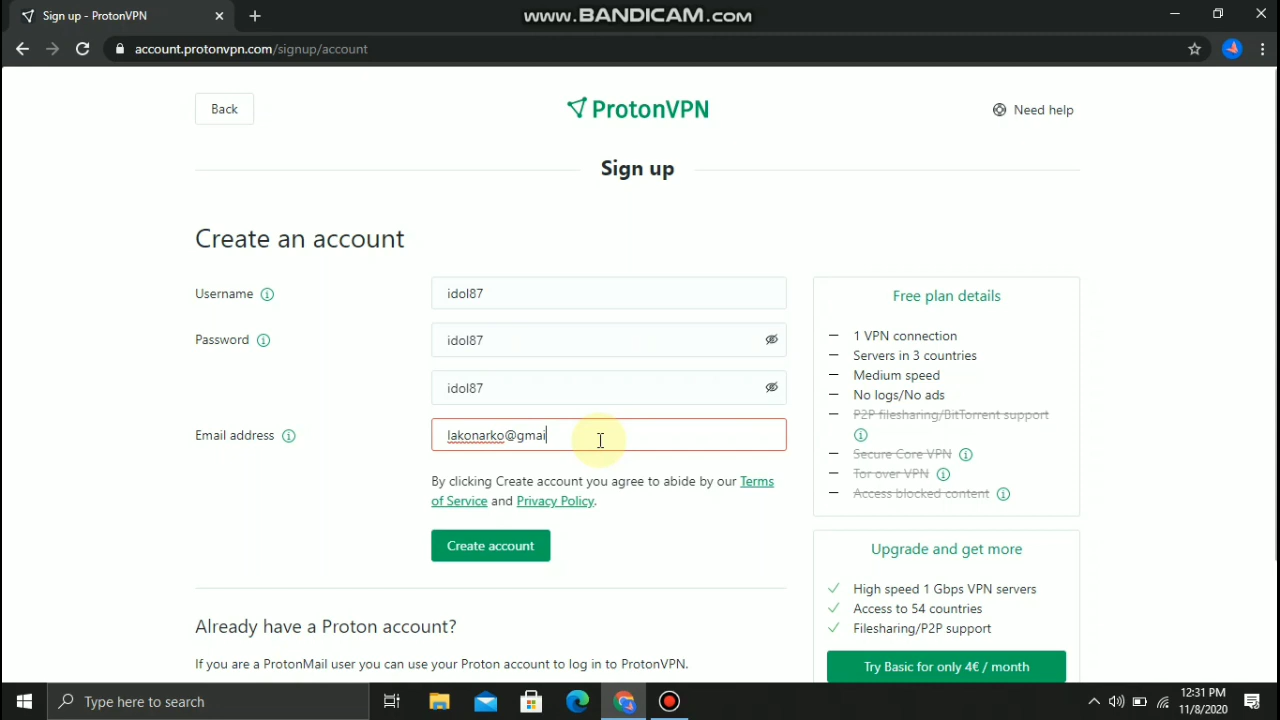 Sign up - ProtonVPN
www.BANDICAM.com
account.protonvpn.com/signup/account
Back
ProtonVPN
Need help
Sign up
Create an account
Username
idol87
Password
idol87
idol87
Email address
lakonarko@gmai
By clicking Create account you agree to abide by our Terms
of Service and Privacy Policy.
Create account
Already have a Proton account?
If you are a ProtonMail user you can use your Proton account to log in to ProtonVPN.
Free plan details
1 VPN connection
Servers in 3 countries
Medium speed
No logs/No ads
P2P filesharing/BitTorrent support
Secure Core VPN
Tor over VPN
Access blocked content
Upgrade and get more
High speed 1 Gbps VPN servers
Access to 54 countries
Filesharing/P2P support
Try Basic for only 4€ / month
Type here to search
12:31 PM
11/8/2020